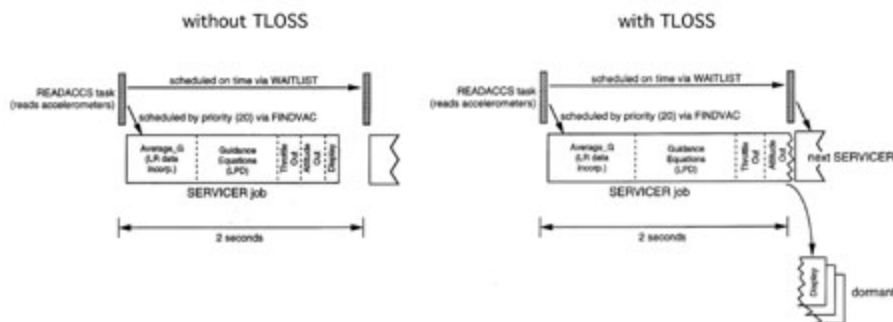 without TLOSS
READACCS task
(reads accelerometers)
scheduled on time via WAITLIST
scheduled by priority (20) via FINDVAC
Average_G
(LR data
incorp.)
Guidance
Equations
(LPD)
Throttle
Out
Attitude
Out
Display
SERVICER job
2 seconds
with TLOSS
READACCS task
(reads accelerometers)
scheduled on time via WAITLIST
scheduled by priority (20) via FINDVAC
Average_G
(LR data
incorp.)
Guidance
Equations
(LPD)
Throttle
Out
Attitude
Out
next SERVICER
SERVICER job
2 seconds
Display
dormant